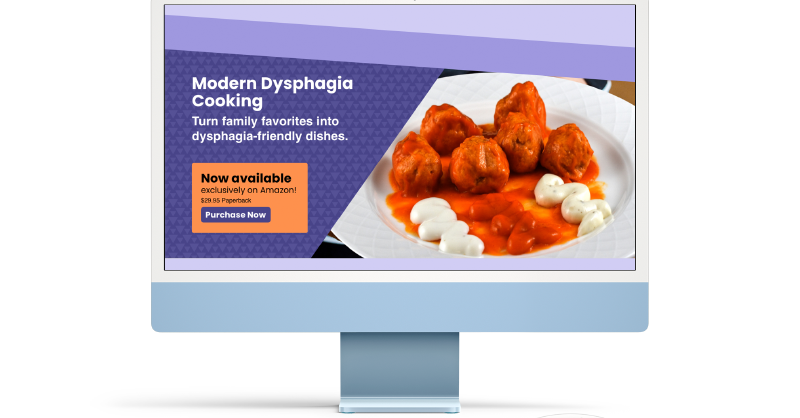 Modern Dysphagia
Cooking
Turn family favorites into
dysphagia-friendly dishes.
Now available
exclusively on Amazon!
$29.95 Paperback
Purchase Now